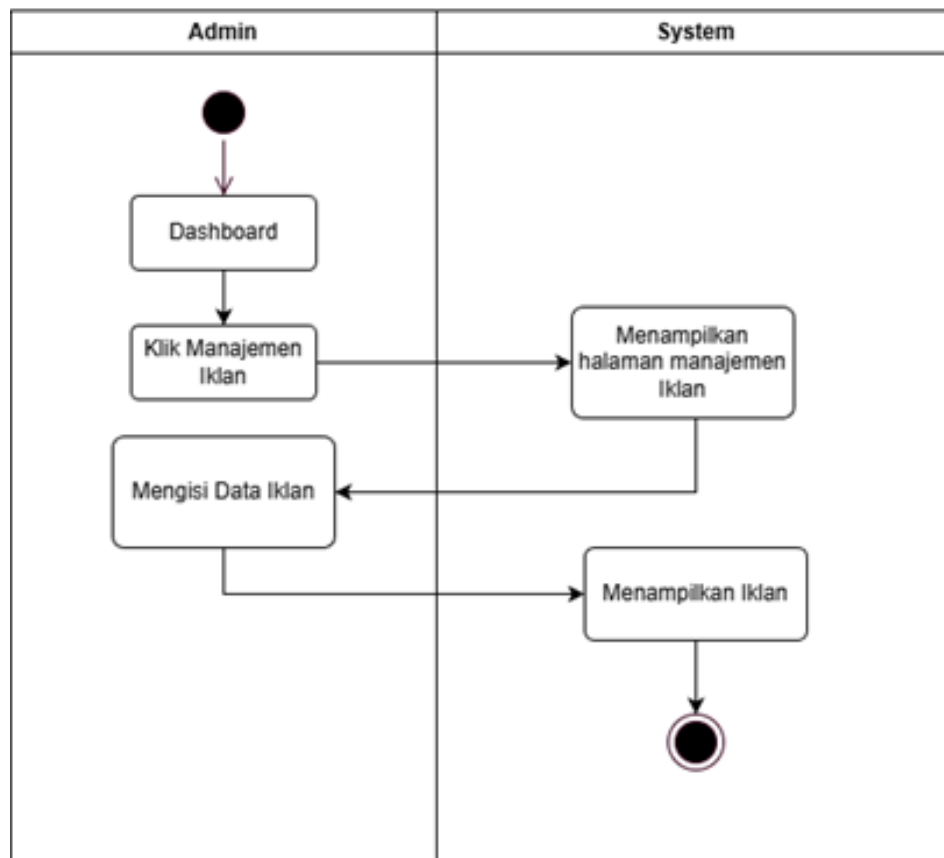 Admin
System
Dashboard
Klik Manajemen
Iklan
Menampilkan
halaman manajemen
Iklan
Mengisi Data Iklan
Menampilkan Iklan